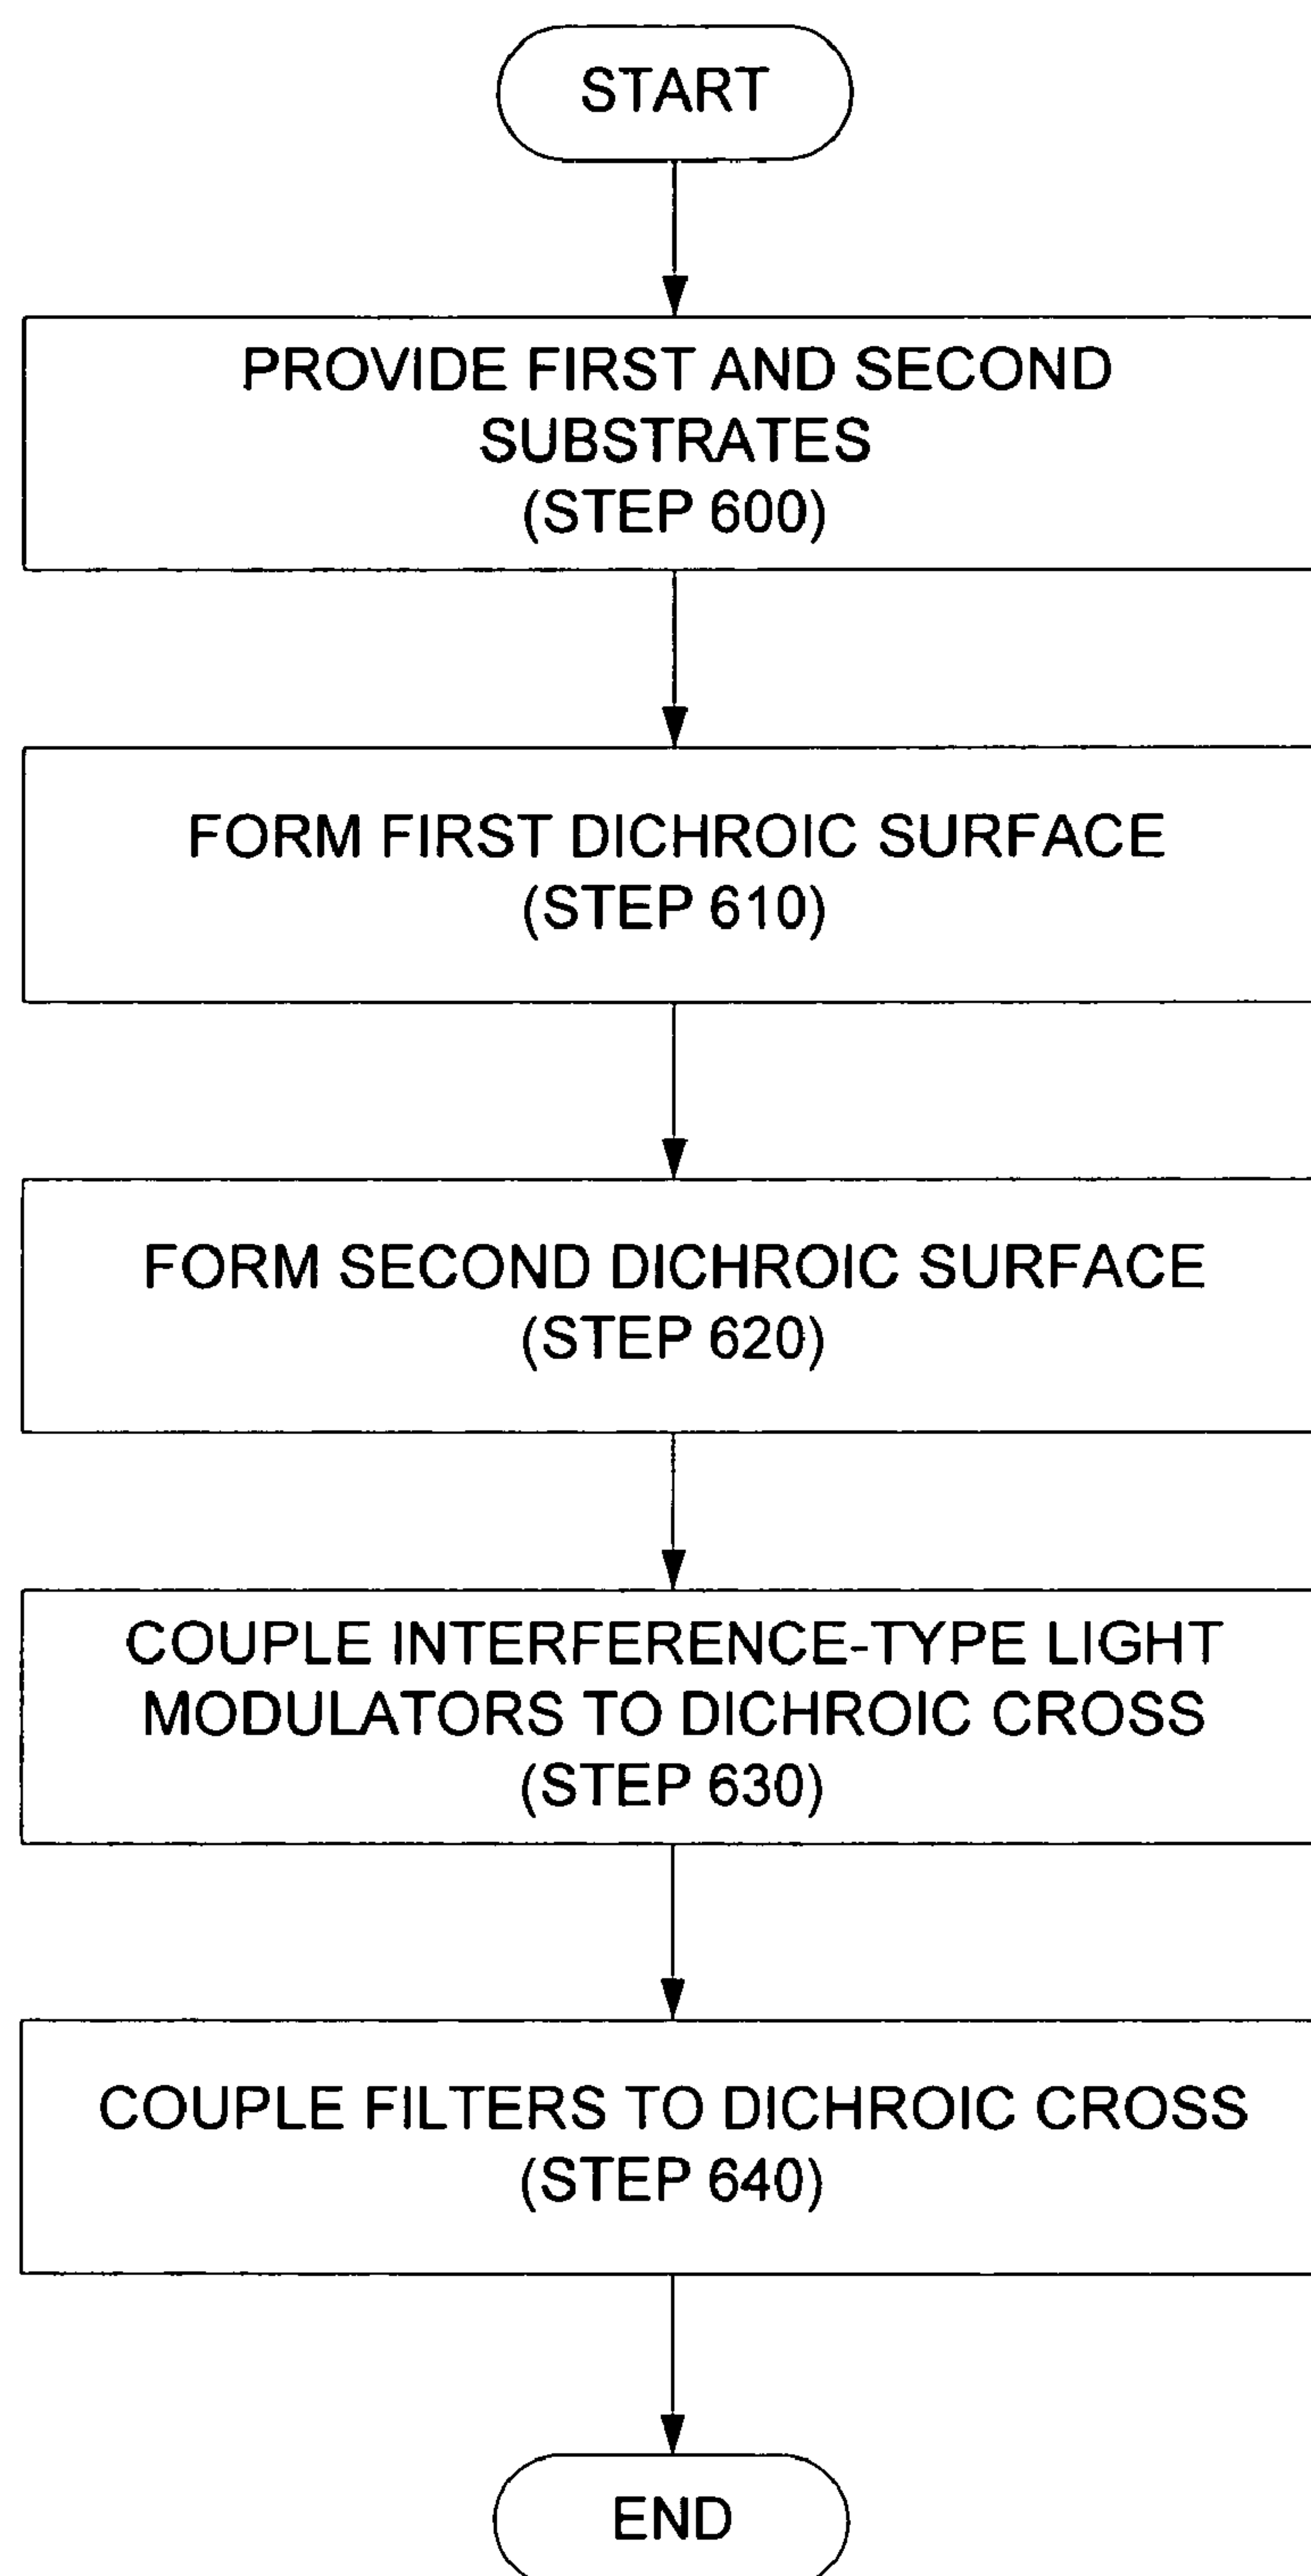 START
PROVIDE FIRST AND SECOND
SUBSTRATES
(STEP 600)
FORM FIRST DICHROIC SURFACE
(STEP 610)
FORM SECOND DICHROIC SURFACE
(STEP 620)
COUPLE INTERFERENCE-TYPE LIGHT
MODULATORS TO DICHROIC CROSS
(STEP 630)
COUPLE FILTERS TO DICHROIC CROSS
(STEP 640)
END